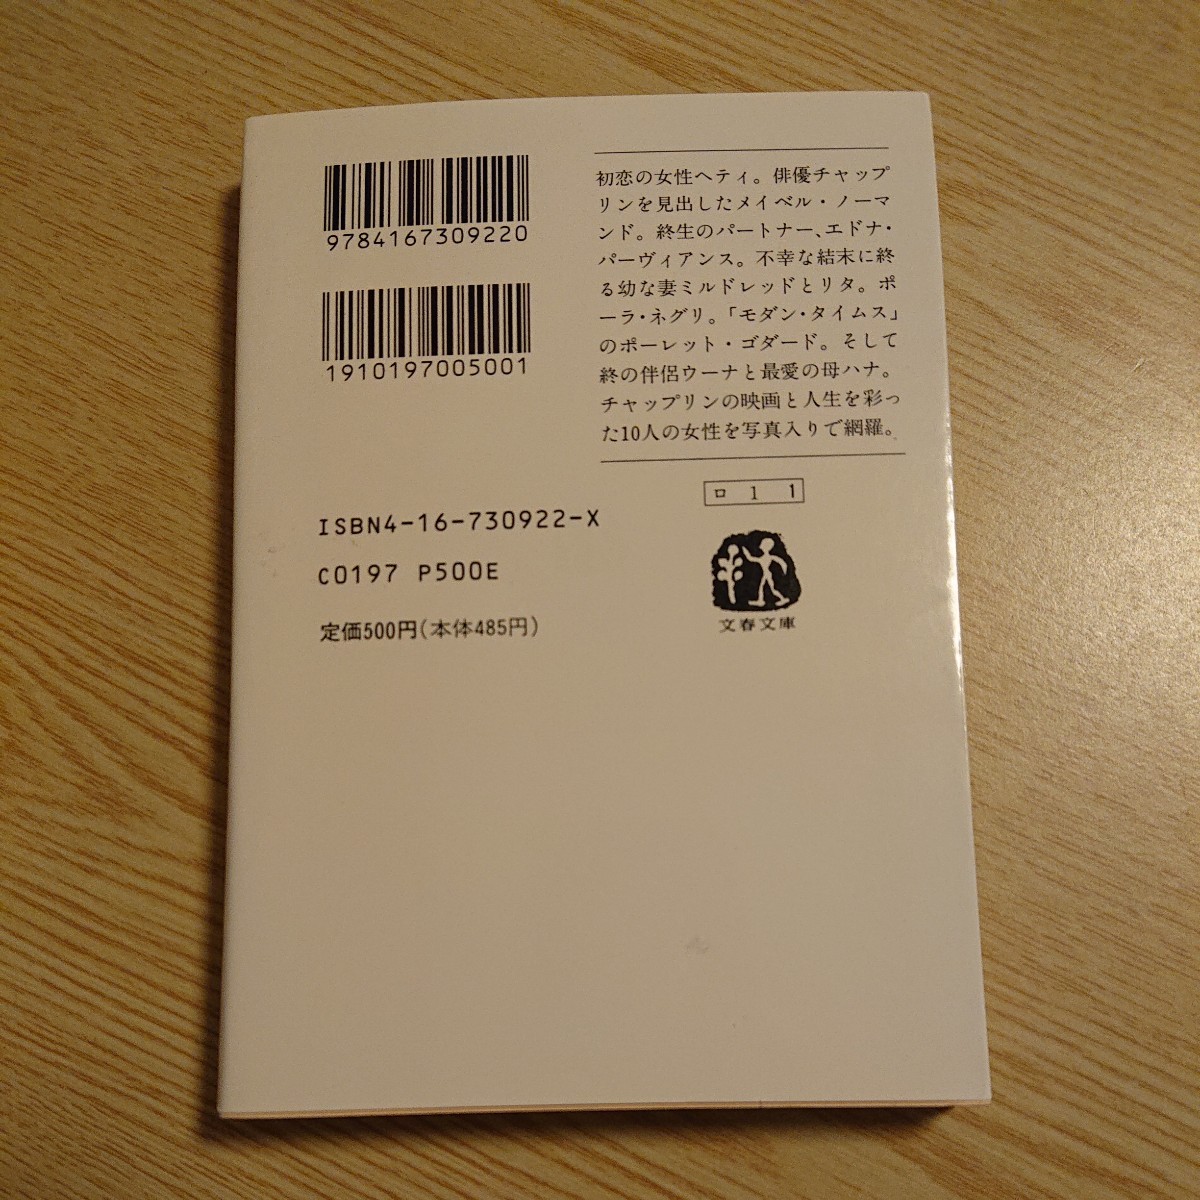 9784167309220
1910197005001
初恋の女性ヘティ。俳優チャップ
リンを見出したメイベル・ノーマ
ンド。終生のパートナー、エドナ・
パーヴィアンス。不幸な結末に終
る幼な妻ミルドレッドとリタ。ポ
ーラ・ネグリ。「モダン・タイムス」
のポーレット・ゴダード。そして
終の伴侶ウーナと最愛の母ハナ。
チャップリンの映画と人生を彩っ
た10人の女性を写真入りで網羅。
ロ 1 1
ISBN4-16-730922-X
C0197 P500E
定価500円(本体485円)
文春文庫